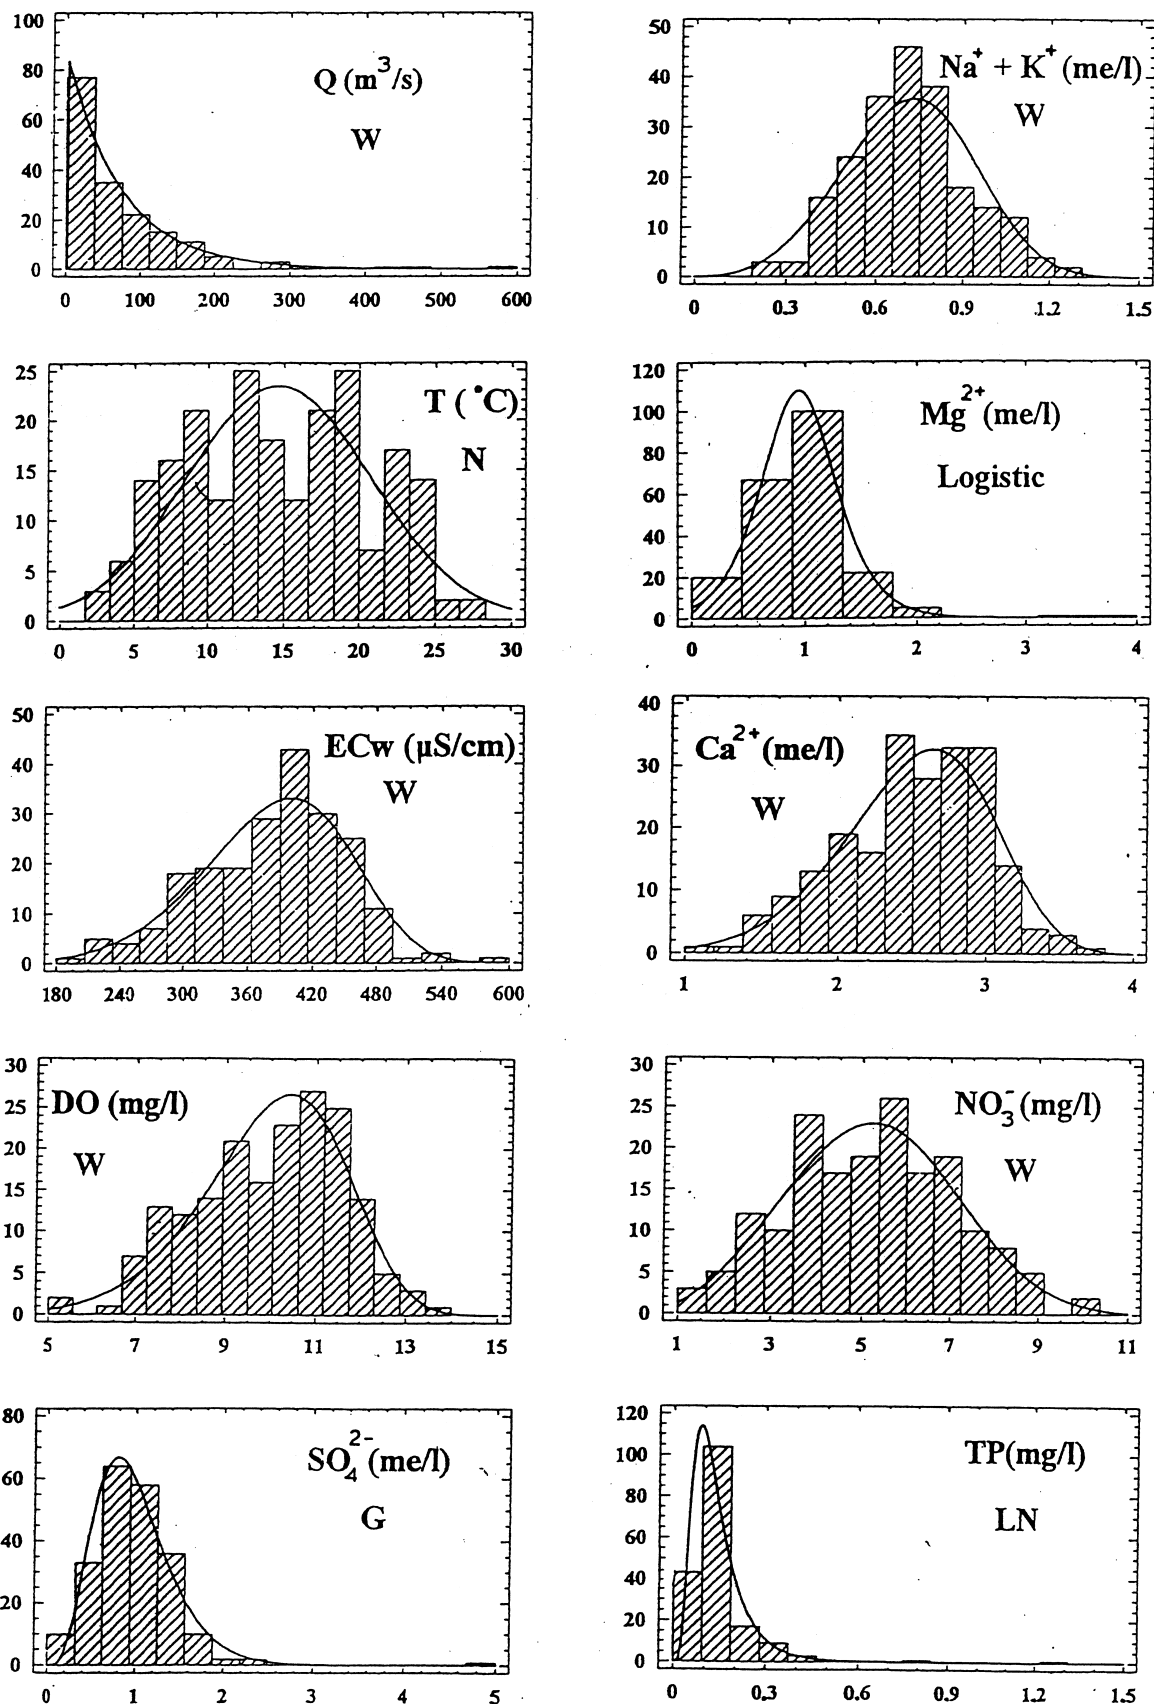 100
80
60
40
20
0
Q (m³/s)
W
0 100 200 300 400 500 600
50
40
30
20
10
0
Na⁺ + K⁺ (me/l)
W
0 0.3 0.6 0.9 1.2 1.5
25
20
15
10
5
0
T (°C)
N
0 5 10 15 20 25 30
120
100
80
60
40
20
0
Mg²⁺(me/l)
Logistic
0 1 2 3 4
50
40
30
20
10
0
ECw (µS/cm)
W
180 240 300 360 420 480 540 600
40
30
20
10
0
Ca²⁺(me/l)
W
1 2 3 4
30
25
20
15
10
5
0
DO (mg/l)
W
5 7 9 11 13 15
30
25
20
15
10
5
0
NO₃⁻(mg/l)
W
1 3 5 7 9 11
80
60
40
20
0
SO₄²⁻(me/l)
G
0 1 2 3 4 5
120
100
80
60
40
20
0
TP(mg/l)
LN
0 0.3 0.6 0.9 1.2 1.5